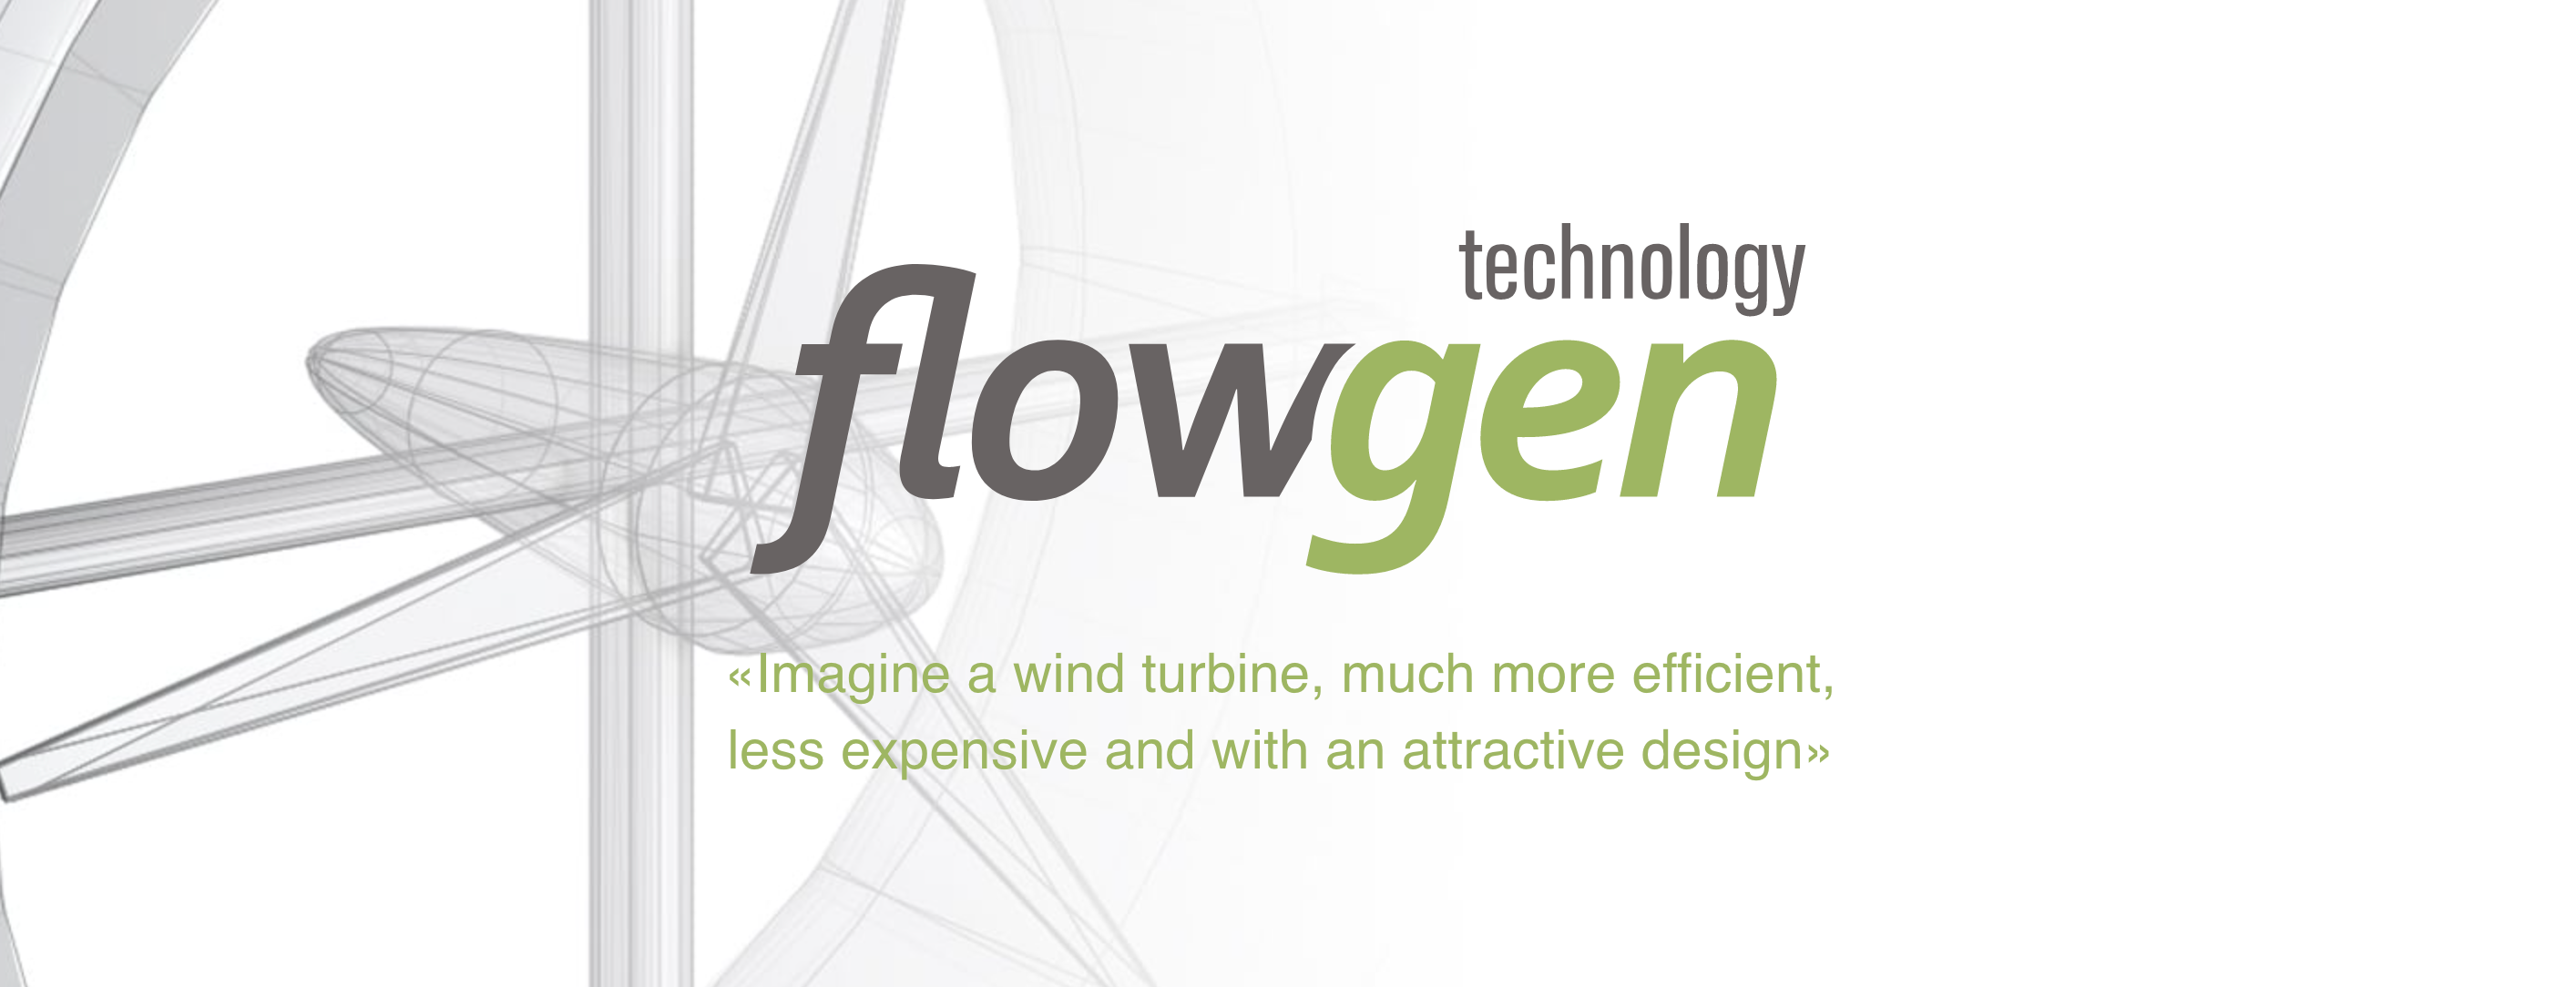 technology
flowgen
«Imagine a wind turbine, much more efficient,
less expensive and with an attractive design»